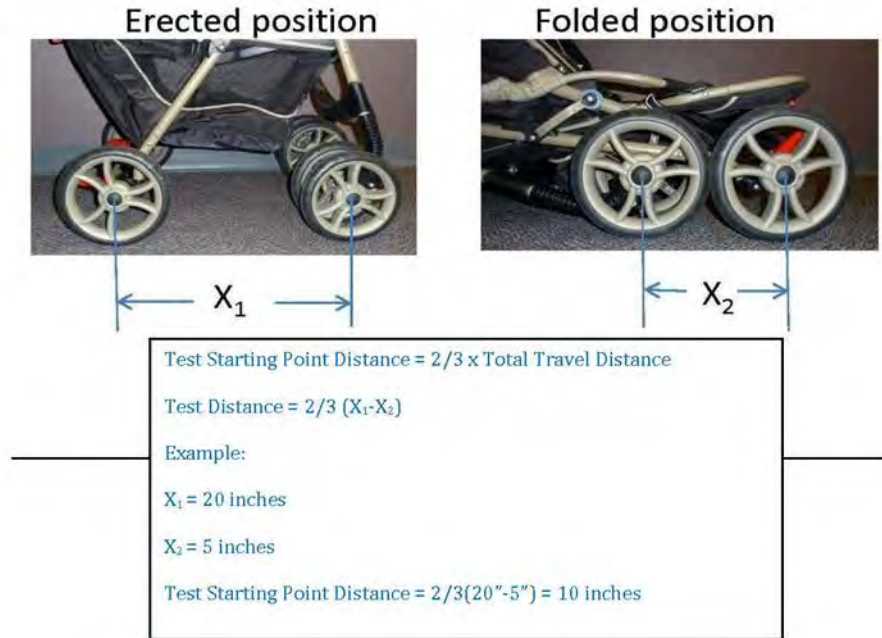 Erected position
Folded position
X₁
X₂
Test Starting Point Distance = 2/3 x Total Travel Distance
Test Distance = 2/3 (X₁-X₂)
Example:
X₁ = 20 inches
X₂ = 5 inches
Test Starting Point Distance = 2/3(20"-5") = 10 inches